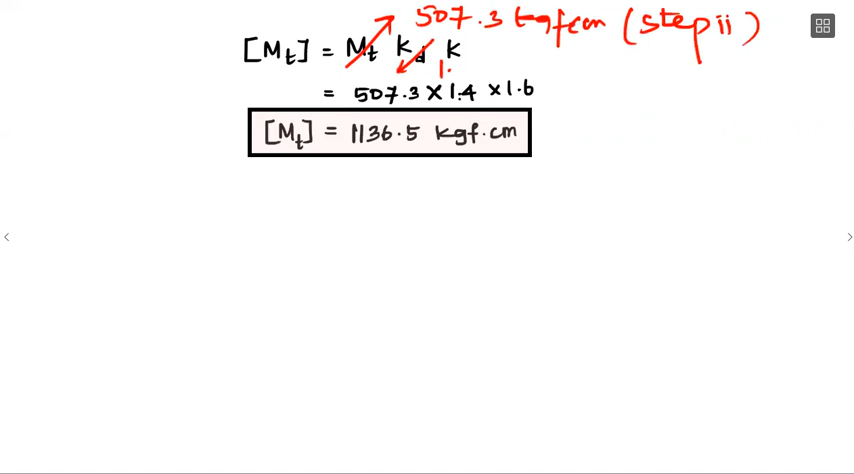 507.3 kgfcm (step ii)
[Mt] = Mt Kd K
1.
= 507.3 × 1.4 × 1.6
[Mt] = 1136.5 kgf.cm